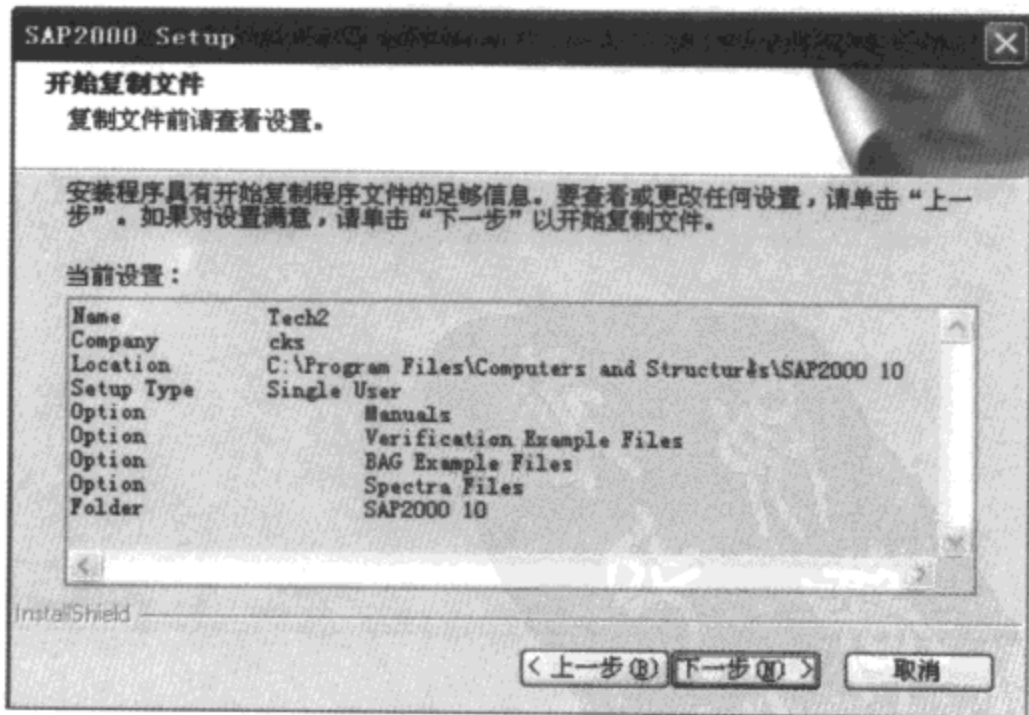 SAP2000 Setup
开始复制文件
复制文件前请查看设置。
安装程序具有开始复制程序文件的足够信息。要查看或更改任何设置，请单击“上一
步”。如果对设置满意，请单击“下一步”以开始复制文件。
当前设置：
Name Tech2
Company cks
Location C:\Program Files\Computers and Structures\SAP2000 10
Setup Type Single User
Option Manuals
Option Verification Example Files
Option BAG Example Files
Option Spectra Files
Folder SAP2000 10
InstallShield
< 上一步(B) 下一步(N) > 取消